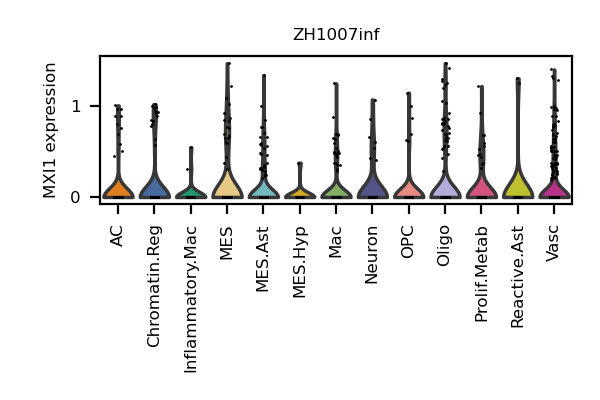 ZH1007inf
MXI1 expression
1
0
AC
Chromatin.Reg
Inflammatory.Mac
MES
MES.Ast
MES.Hyp
Mac
Neuron
OPC
Oligo
Prolif.Metab
Reactive.Ast
Vasc